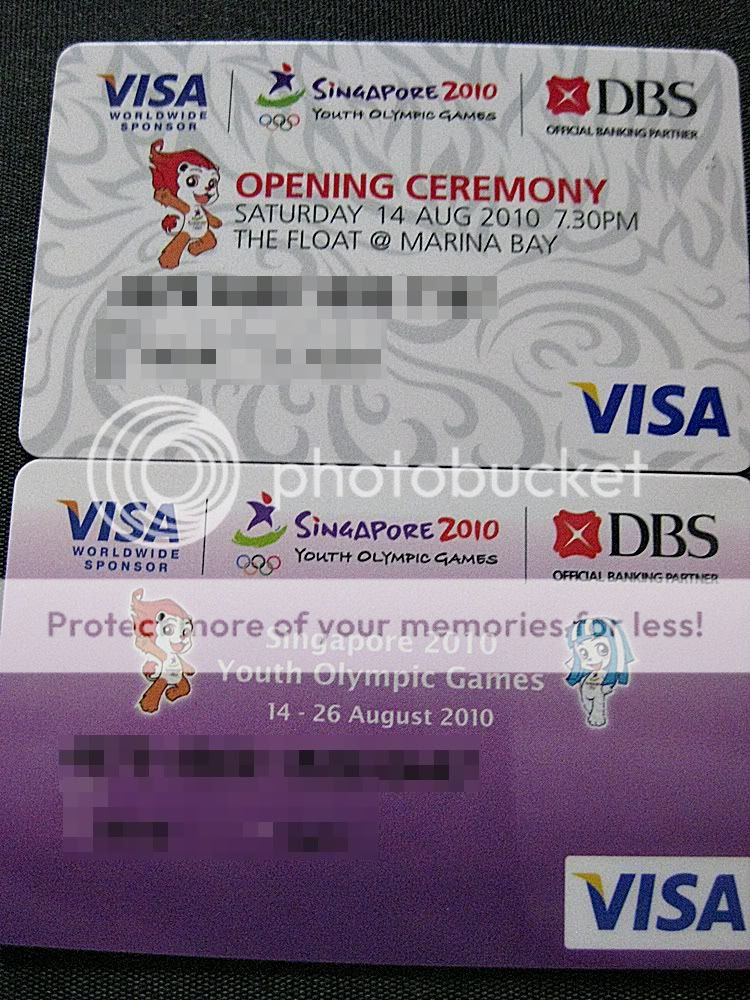 VISA
WORLDWIDE
SPONSOR
SINGAPORE 2010
YOUTH OLYMPIC GAMES
DBS
OFFICIAL BANKING PARTNER
OPENING CEREMONY
SATURDAY 14 AUG 2010 7.30PM
THE FLOAT @ MARINA BAY
VISA
photobucket
VISA
WORLDWIDE
SPONSOR
SINGAPORE 2010
YOUTH OLYMPIC GAMES
DBS
OFFICIAL BANKING PARTNER
Protect more of your memories for less!
Singapore 2010
Youth Olympic Games
14 - 26 August 2010
VISA